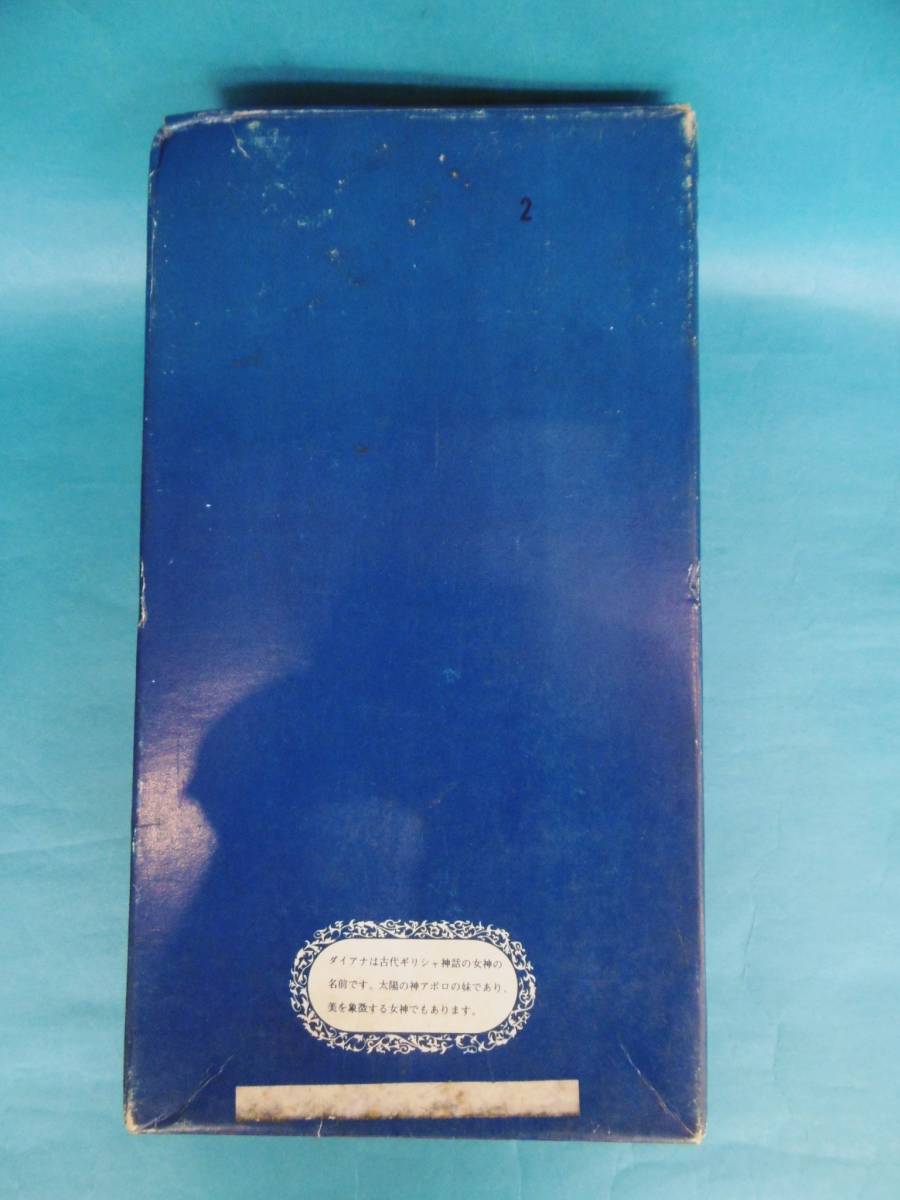 2
ダイアナは古代ギリシャ神話の女神の
名前です。太陽の神アポロの妹であり、
美を象徴する女神でもあります。